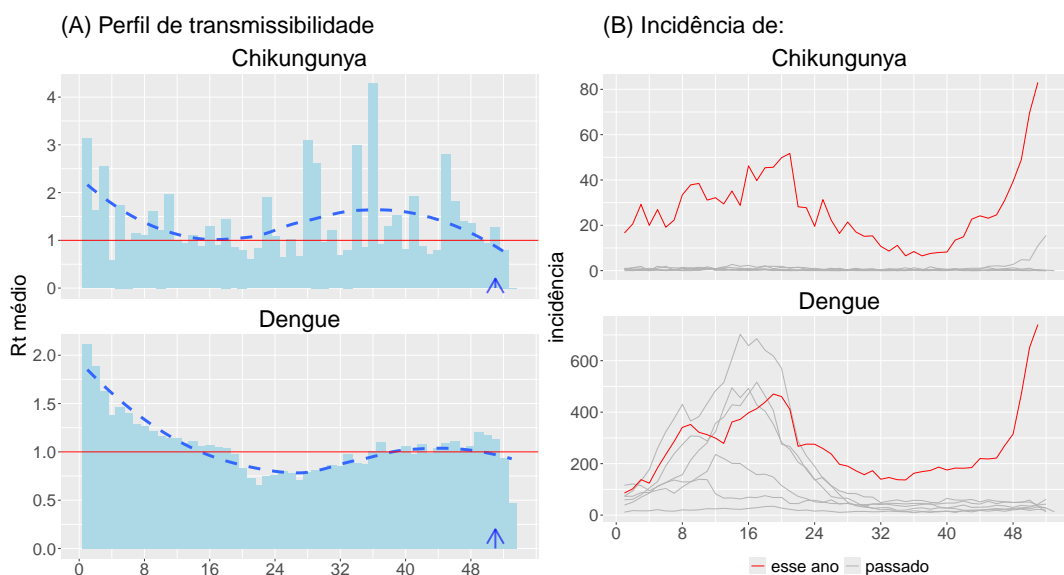 (A) Perfil de transmissibilidade
Chikungunya
4
3
2
1
0
Dengue
2.0
1.5
1.0
0.5
0.0
0 8 16 24 32 40 48
Rt médio
(B) Incidência de:
Chikungunya
80
60
40
20
0
Dengue
600
400
200
0
0 8 16 24 32 40 48
incidência
esse ano passado